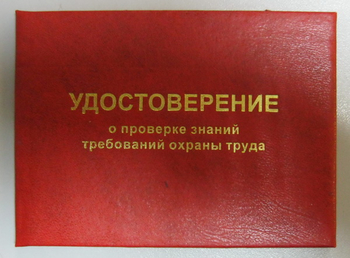 УДОСТОВЕРЕНИЕ
о проверке знаний
требований охраны труда